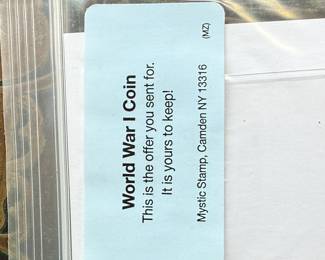 World War I Coin
This is the offer you sent for.
It is yours to keep!
Mystic Stamp, Camden NY 13316
(MZ)